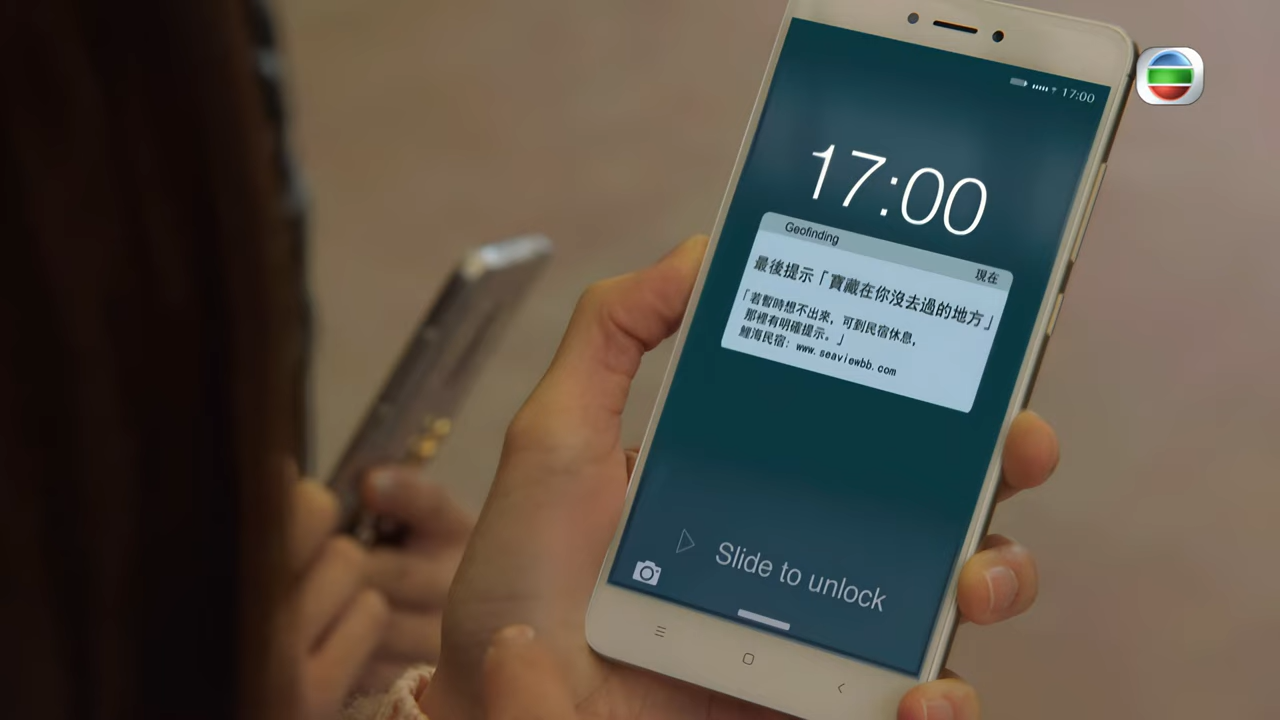 17:00
17:00
Geofinding
現在
最後提示「寶藏在你沒去過的地方」
「若暫時想不出來，可到民宿休息，
那裡有明確提示。」
鯉海民宿：www.seaviewbb.com
Slide to unlock